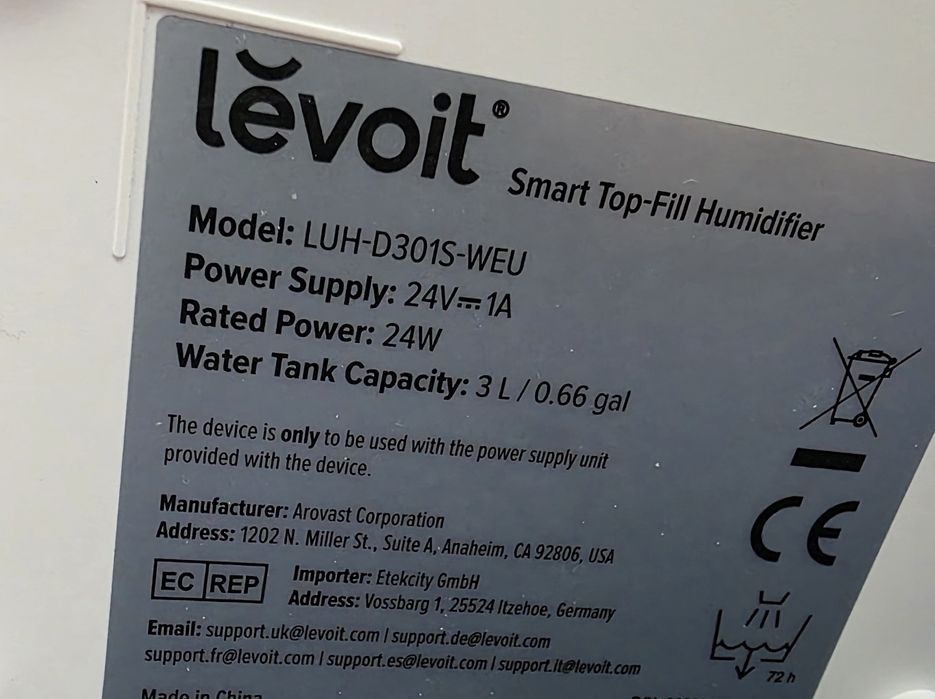 lĕvoit®
Smart Top-Fill Humidifier
Model: LUH-D301S-WEU
Power Supply: 24V⎓1A
Rated Power: 24W
Water Tank Capacity: 3 L / 0.66 gal
The device is only to be used with the power supply unit
provided with the device.
Manufacturer: Arovast Corporation
Address: 1202 N. Miller St., Suite A, Anaheim, CA 92806, USA
EC REP
Importer: Etekcity GmbH
Address: Vossbarg 1, 25524 Itzehoe, Germany
Email: support.uk@levoit.com | support.de@levoit.com
support.fr@levoit.com | support.es@levoit.com | support.it@levoit.com
Made in China
CE
72 h